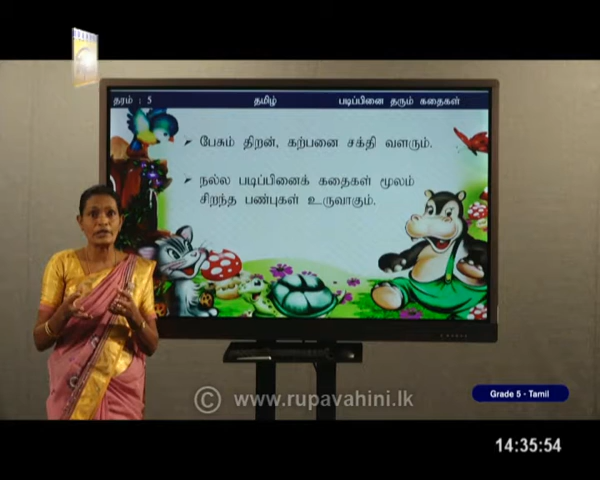 தரம் : 5 தமிழ் படிப்பினை தரும் கதைகள்
➤ பேசும் திறன், கற்பனை சக்தி வளரும்.
➤ நல்ல படிப்பினைக் கதைகள் மூலம்
சிறந்த பண்புகள் உருவாகும்.
© www.rupavahini.lk
Grade 5 - Tamil
14:35:54